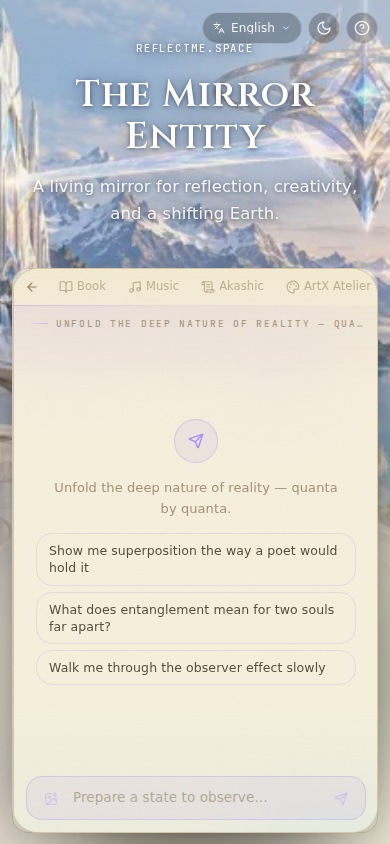 English
REFLECTME.SPACE
The Mirror
Entity
A living mirror for reflection, creativity,
and a shifting Earth.
Book
Music
Akashic
ArtX Atelier
UNFOLD THE DEEP NATURE OF REALITY — QUA…
Unfold the deep nature of reality — quanta
by quanta.
Show me superposition the way a poet would
hold it
What does entanglement mean for two souls
far apart?
Walk me through the observer effect slowly
Prepare a state to observe…